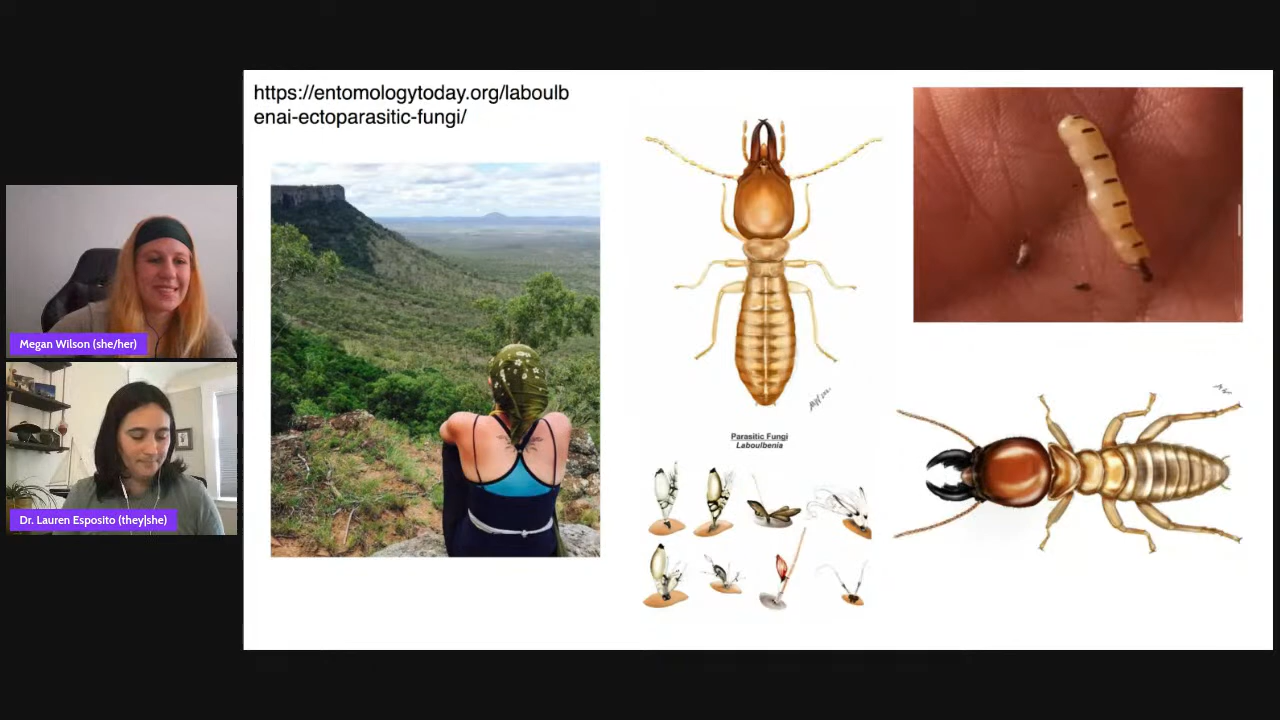 https://entomologytoday.org/laboulb
enai-ectoparasitic-fungi/
Megan Wilson (she/her)
Dr. Lauren Esposito (they|she)
Parasitic Fungi
Laboulbenia